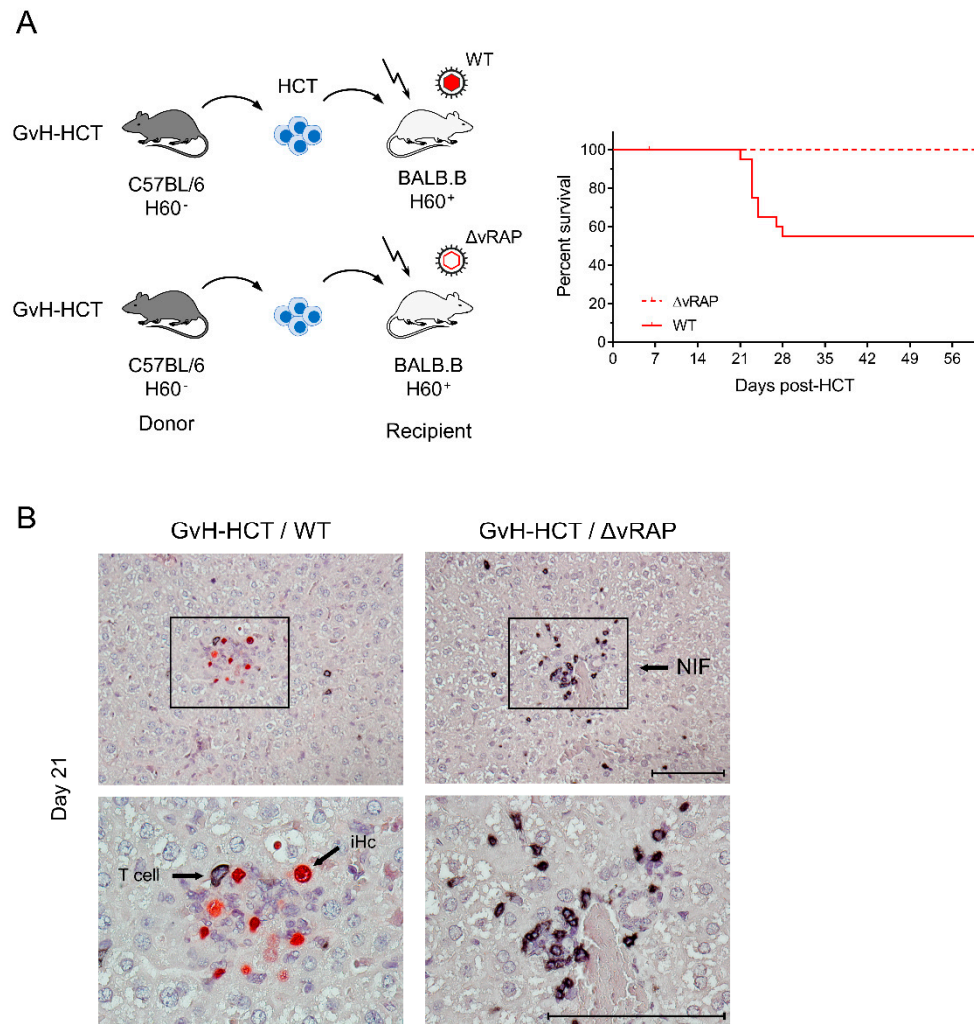 A
GvH-HCT
C57BL/6
H60⁻
HCT
WT
BALB.B
H60⁺
GvH-HCT
C57BL/6
H60⁻
ΔvRAP
BALB.B
H60⁺
Donor
Recipient
Percent survival
100
80
60
40
20
0
ΔvRAP
WT
0 7 14 21 28 35 42 49 56
Days post-HCT
B
GvH-HCT / WT
GvH-HCT / ΔvRAP
NIF
Day 21
T cell
iHc